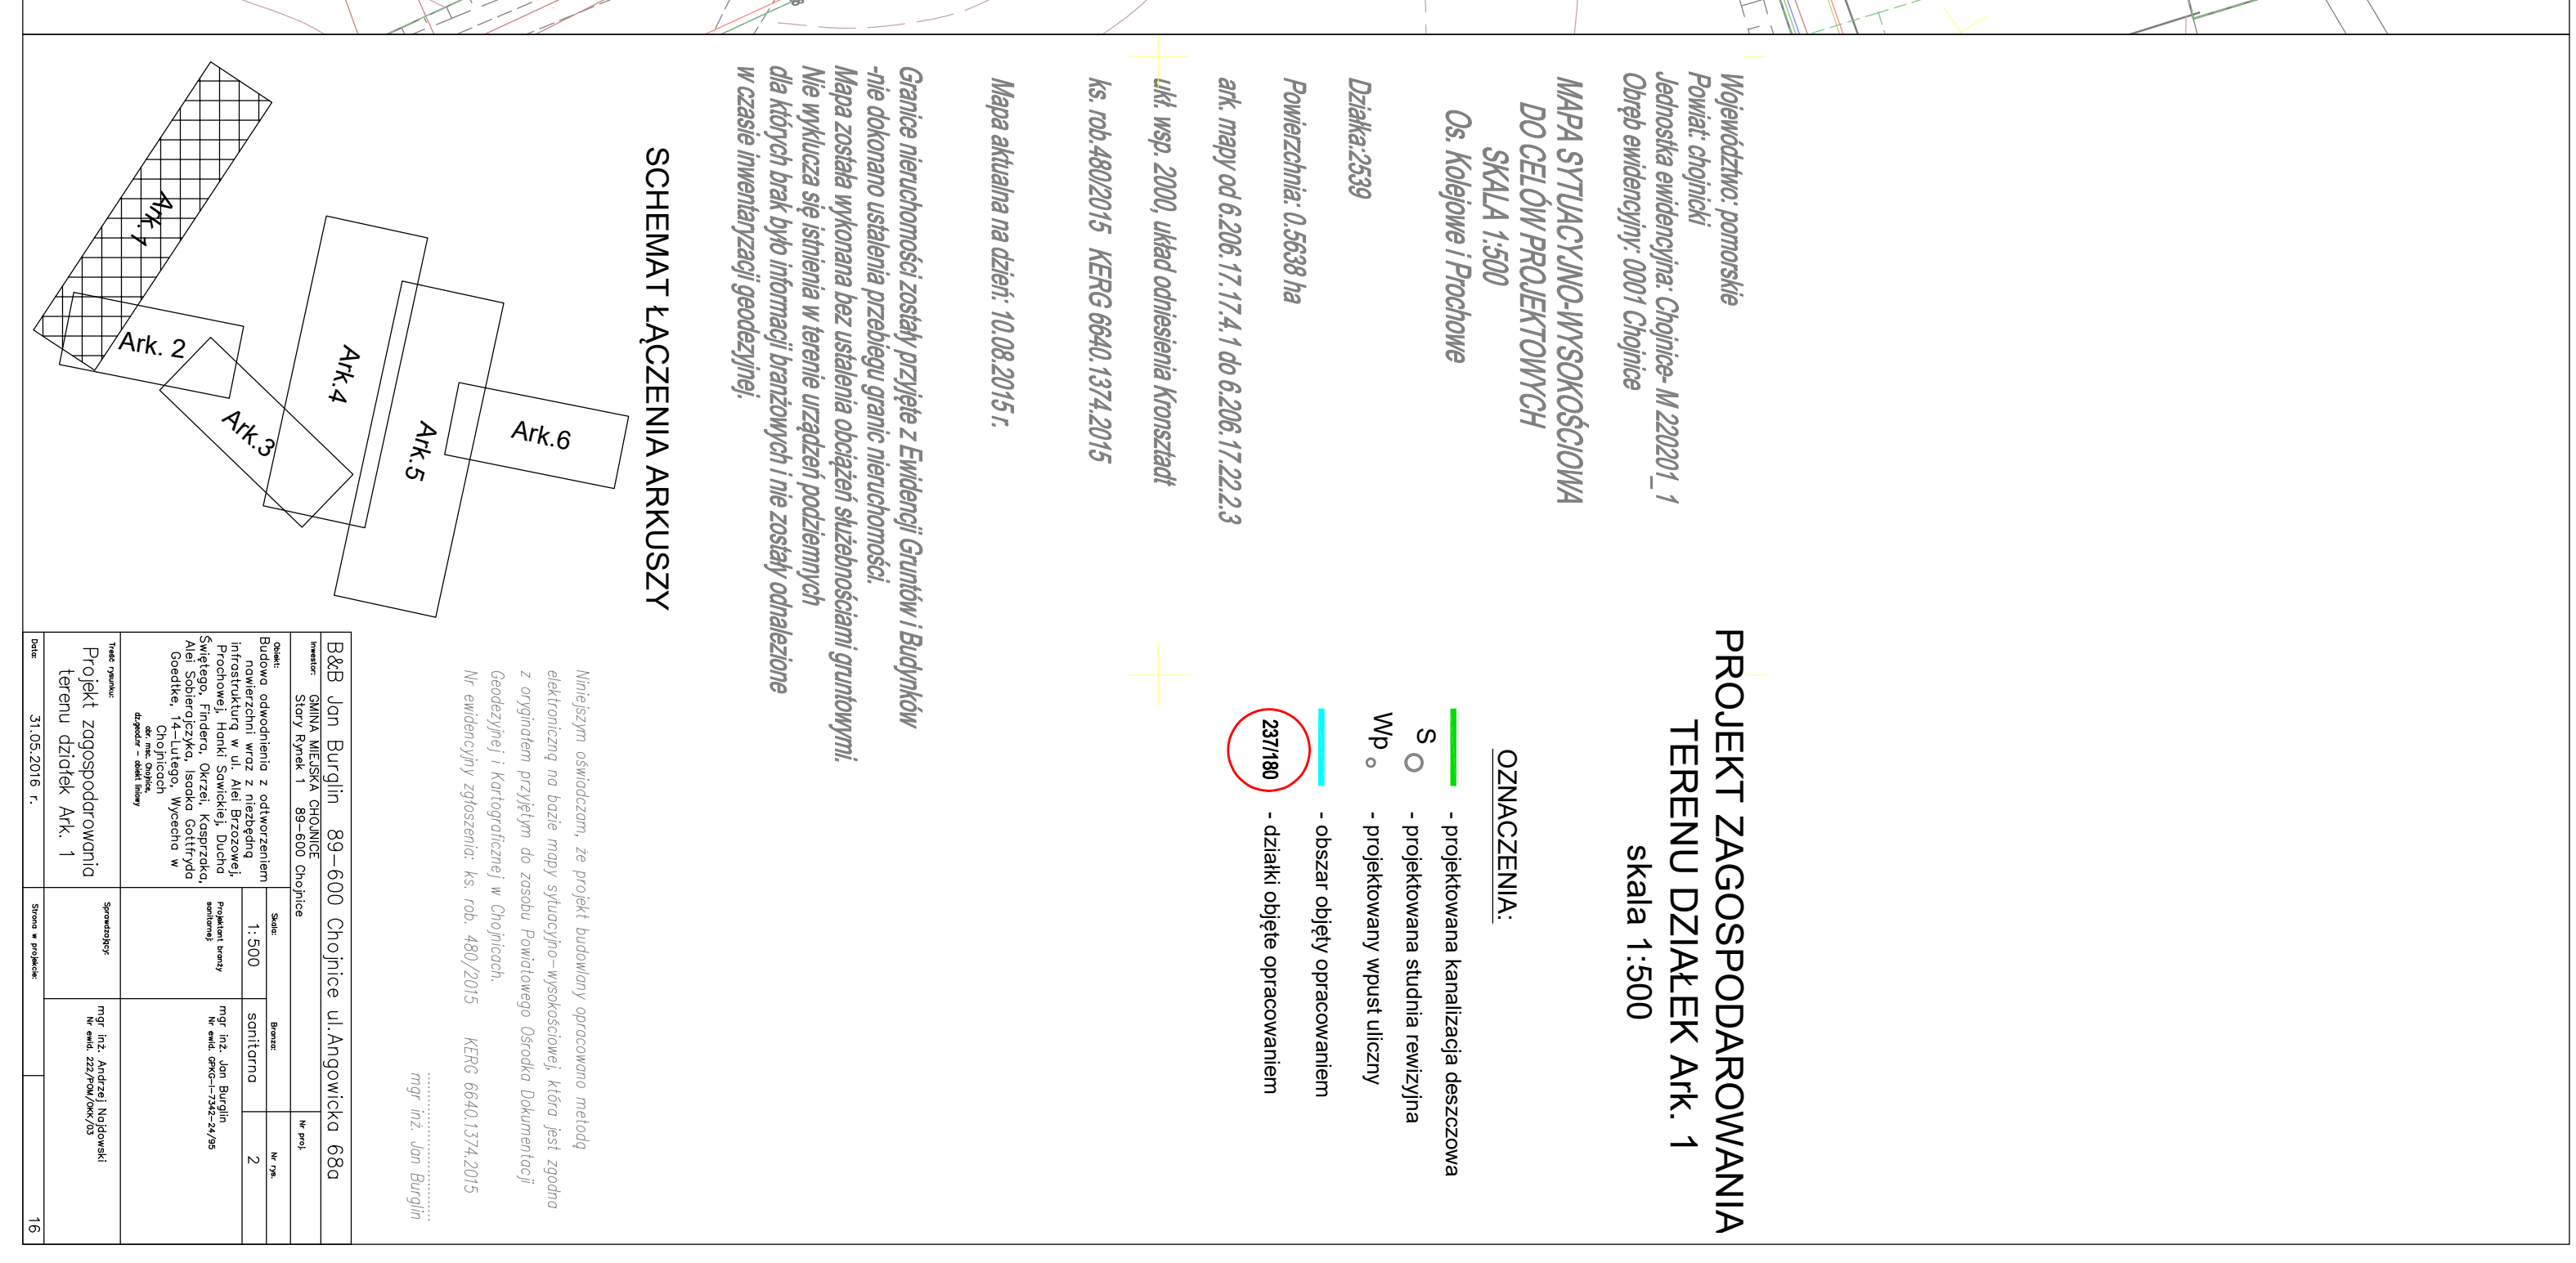 Województwo: pomorskie
Powiat: chojnicki
Jednostka ewidencyjna: Chojnice- M 220201_1
Obręb ewidencyjny: 0001 Chojnice
MAPA SYTUACYJNO-WYSOKOŚCIOWA
DO CELÓW PROJEKTOWYCH
SKALA 1:500
Os. Kolejowe i Prochowe
Działka:2539
Powierzchnia: 0.5638 ha
ark. mapy od 6.206.17.17.4.1 do 6.206.17.22.2.3
ukł. wsp. 2000, układ odniesienia Kronsztadt
ks. rob.480/2015 KERG 6640.1374.2015
Mapa aktualna na dzień: 10.08.2015 r.
Granice nieruchomości zostały przyjęte z Ewidencji Gruntów i Budynków
-nie dokonano ustalenia przebiegu granic nieruchomości.
Mapa została wykonana bez ustalenia obciążeń służebnościami gruntowymi.
Nie wyklucza się istnienia w terenie urządzeń podziemnych
dla których brak było informacji branżowych i nie zostały odnalezione
w czasie inwentaryzacji geodezyjnej.
SCHEMAT ŁĄCZENIA ARKUSZY
Ark.6
Ark.5
Ark.4
Ark.3
Ark. 2
Ark.1
PROJEKT ZAGOSPODAROWANIA
TERENU DZIAŁEK Ark. 1
skala 1:500
OZNACZENIA:
- projektowana kanalizacja deszczowa
S - projektowana studnia rewizyjna
Wp - projektowany wpust uliczny
- obszar objęty opracowaniem
237/180 - działki objęte opracowaniem
Niniejszym oświadczam, że projekt budowlany opracowano metodą
elektroniczną na bazie mapy sytuacyjno-wysokościowej, która jest zgodna
z oryginałem przyjętym do zasobu Powiatowego Ośrodka Dokumentacji
Geodezyjnej i Kartograficznej w Chojnicach.
Nr ewidencyjny zgłoszenia: ks. rob. 480/2015 KERG 6640.1374.2015
mgr inż. Jan Burglin
B&B Jan Burglin 89-600 Chojnice ul.Angowicka 68a
Inwestor: GMINA MIEJSKA CHOJNICE
Stary Rynek 1 89-600 Chojnice
Nr proj.
Obiekt:
Budowa odwodnienia z odtworzeniem
nawierzchni wraz z niezbędną
infrastrukturą w ul. Alei Brzozowej,
Prochowej, Hanki Sawickiej, Ducha
Świętego, Findera, Okrzei, Kasprzaka,
Alei Sobierajczyka, Isaaka Gottfryda
Goedtke, 14-Lutego, Wycecha w
Chojnicach
obr. msc. Chojnice,
dz.geod.nr - obiekt liniowy
Skala:
1:500
Branża:
sanitarna
Nr rys.
2
Projektant branży
sanitarnej:
mgr inż. Jan Burglin
Nr ewid. GPKG-I-7342-24/95
Treść rysunku:
Projekt zagospodarowania
terenu działek Ark. 1
Sprawdzający:
mgr inż. Andrzej Najdowski
Nr ewid. 222/POM/OKK/03
Data:
31.05.2016 r.
Strona w projekcie:
16